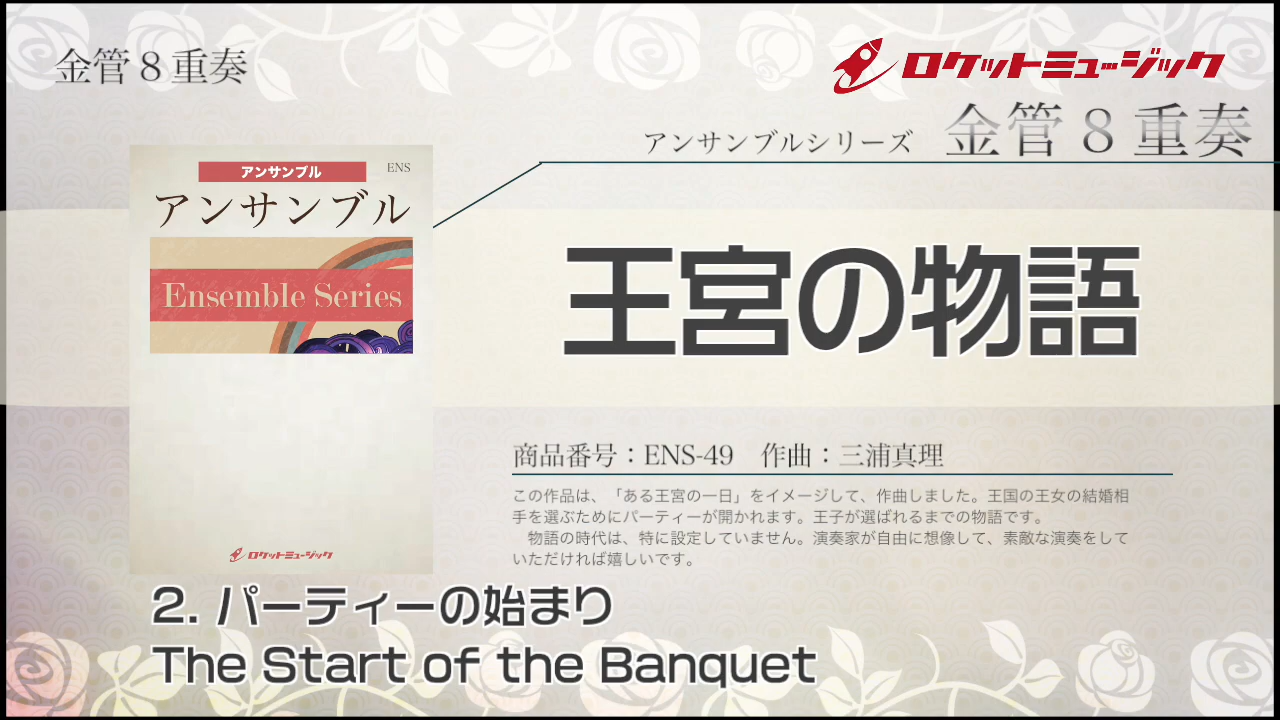 金管８重奏
ロケットミュージック
アンサンブルシリーズ 金管８重奏
アンサンブル ENS
アンサンブル
Ensemble Series
ロケットミュージック
王宮の物語
商品番号：ENS-49　作曲：三浦真理
この作品は、「ある王宮の一日」をイメージして、作曲しました。王国の王女の結婚相
手を選ぶためにパーティーが開かれます。王子が選ばれるまでの物語です。
　物語の時代は、特に設定していません。演奏家が自由に想像して、素敵な演奏をして
いただければ嬉しいです。
2. パーティーの始まり
The Start of the Banquet